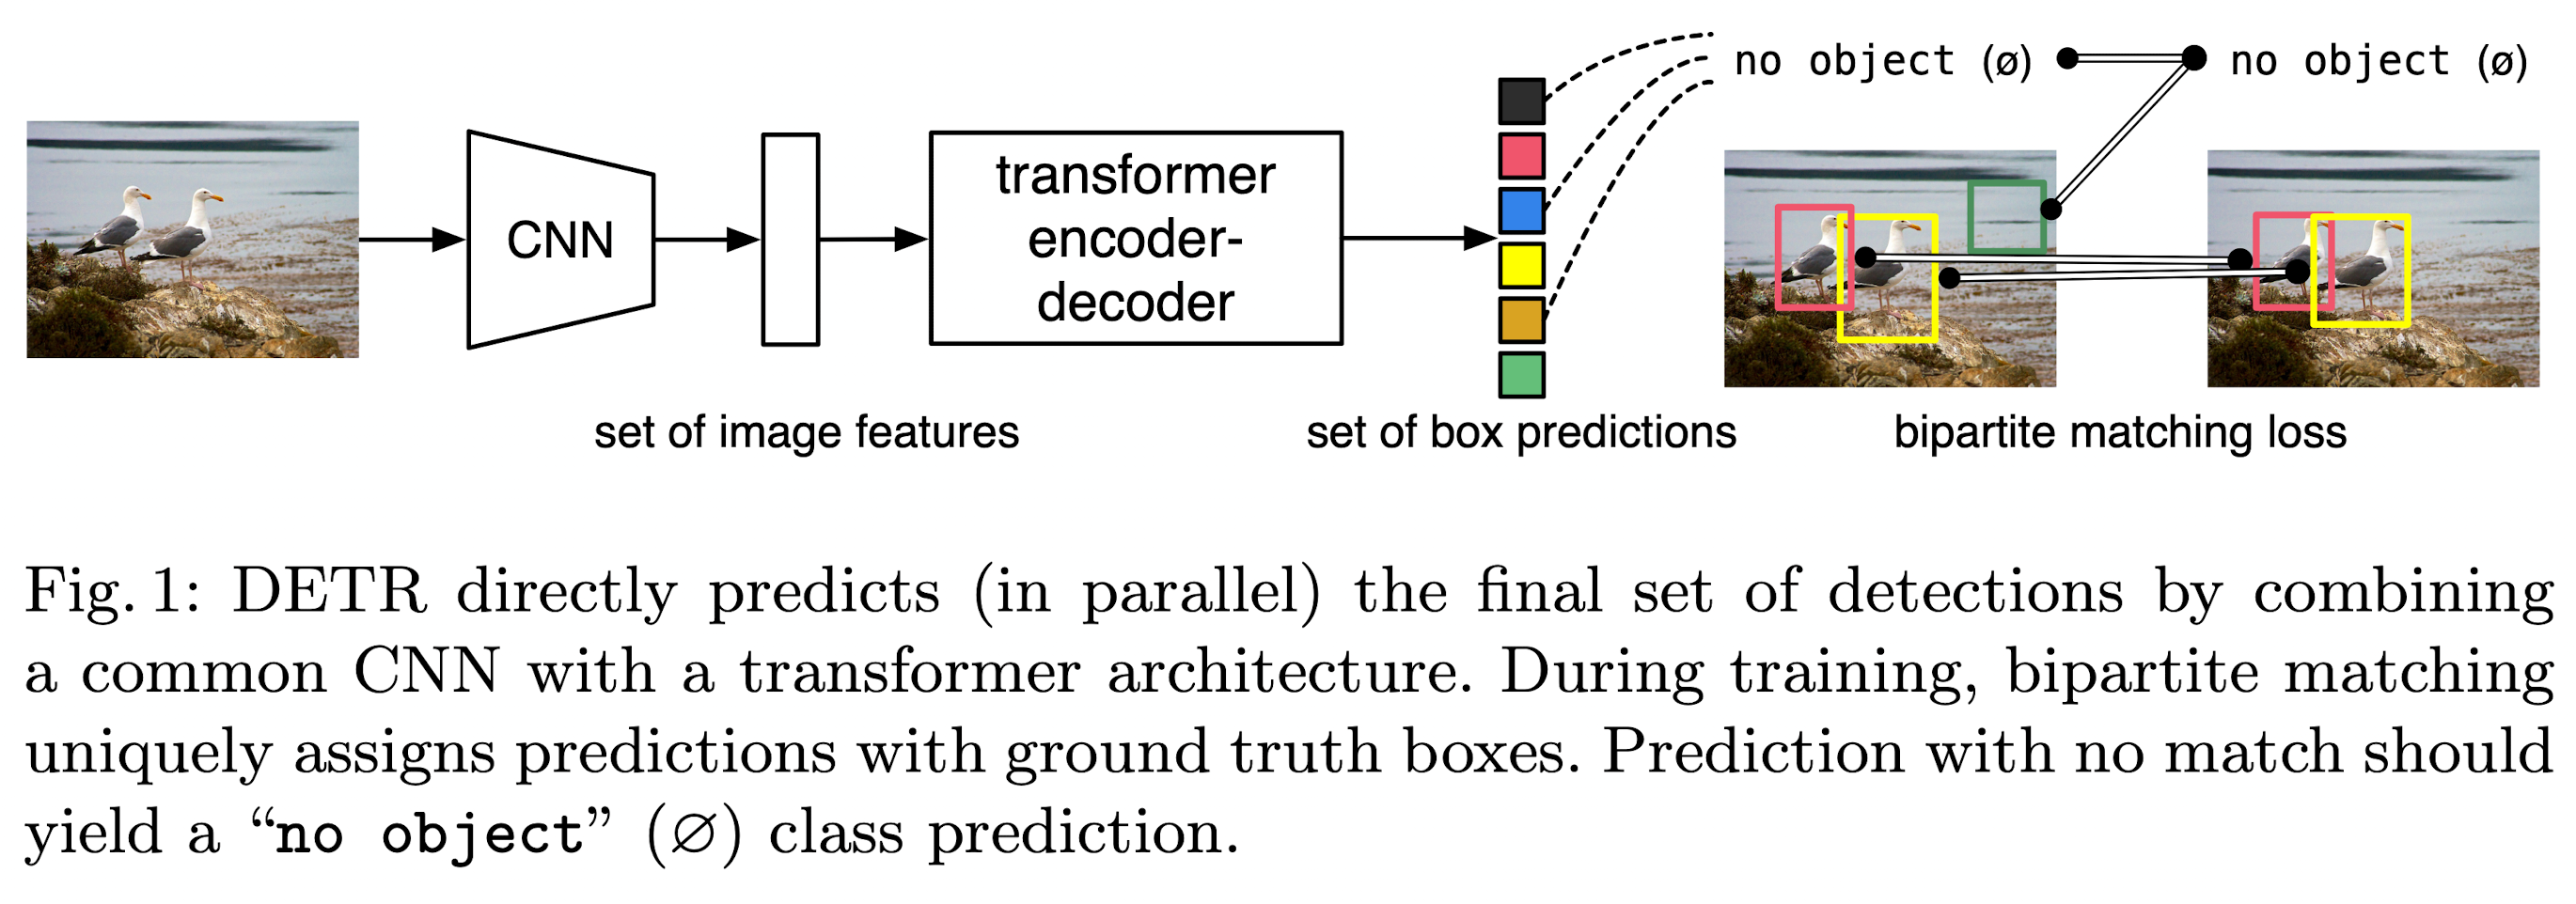 no object (ø)
no object (ø)
CNN
transformer
encoder-
decoder
set of image features
set of box predictions
bipartite matching loss
Fig. 1: DETR directly predicts (in parallel) the final set of detections by combining
a common CNN with a transformer architecture. During training, bipartite matching
uniquely assigns predictions with ground truth boxes. Prediction with no match should
yield a “no object” (∅) class prediction.